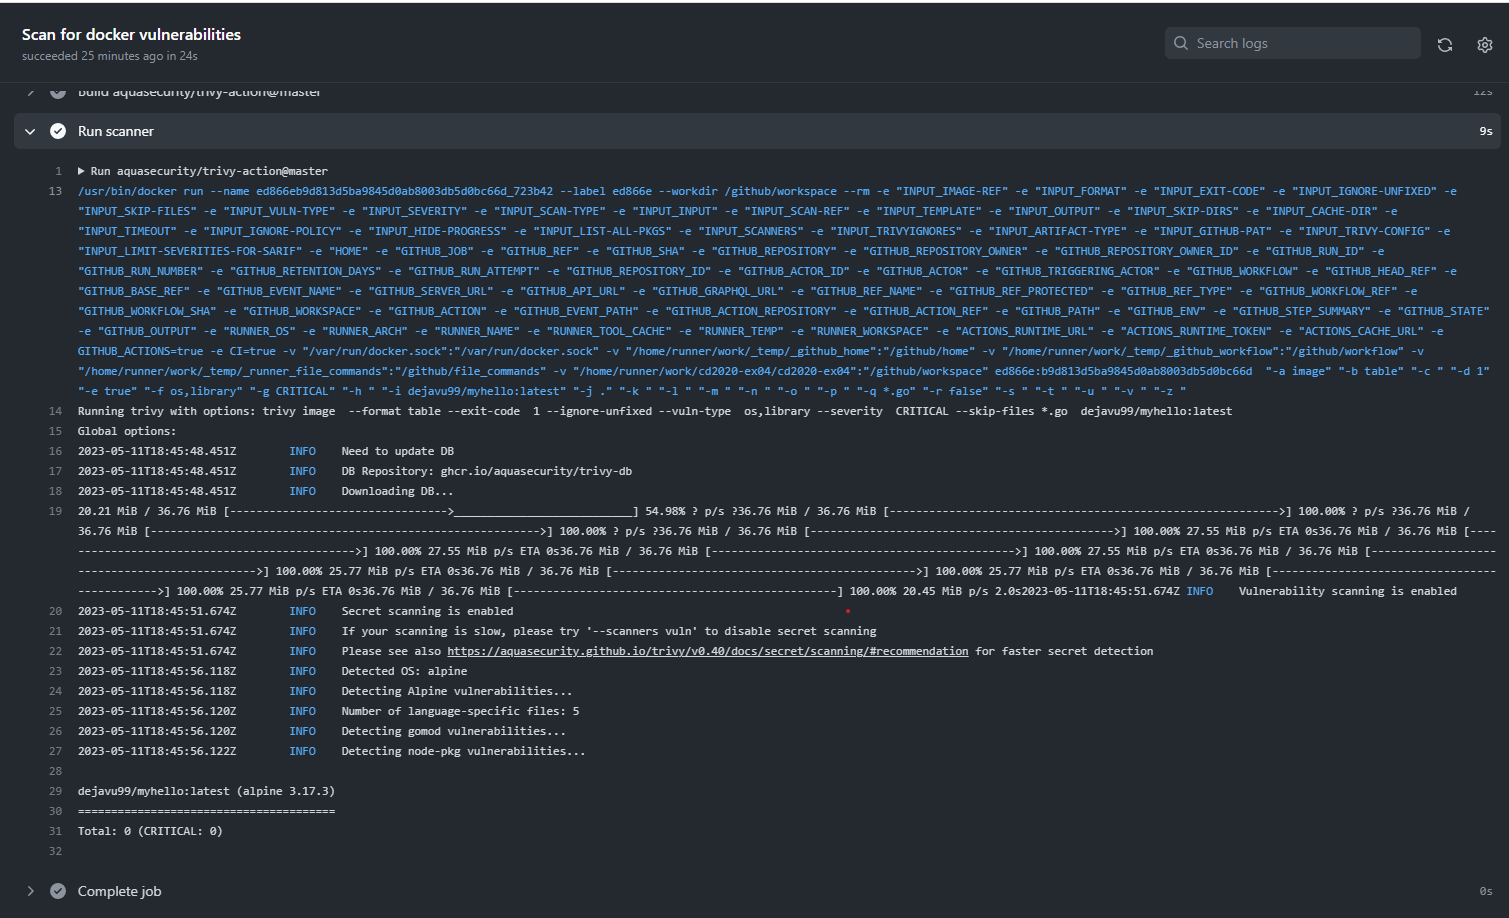 Scan for docker vulnerabilities
succeeded 25 minutes ago in 24s
Search logs
Build aquasecurity/trivy-action@master 12s
Run scanner 9s
1 Run aquasecurity/trivy-action@master
13 /usr/bin/docker run --name ed866eb9d813d5ba9845d0ab8003db5d0bc66d_723b42 --label ed866e --workdir /github/workspace --rm -e "INPUT_IMAGE-REF" -e "INPUT_FORMAT" -e "INPUT_EXIT-CODE" -e "INPUT_IGNORE-UNFIXED" -e
"INPUT_SKIP-FILES" -e "INPUT_VULN-TYPE" -e "INPUT_SEVERITY" -e "INPUT_SCAN-TYPE" -e "INPUT_INPUT" -e "INPUT_SCAN-REF" -e "INPUT_TEMPLATE" -e "INPUT_OUTPUT" -e "INPUT_SKIP-DIRS" -e "INPUT_CACHE-DIR" -e
"INPUT_TIMEOUT" -e "INPUT_IGNORE-POLICY" -e "INPUT_HIDE-PROGRESS" -e "INPUT_LIST-ALL-PKGS" -e "INPUT_SCANNERS" -e "INPUT_TRIVYIGNORES" -e "INPUT_ARTIFACT-TYPE" -e "INPUT_GITHUB-PAT" -e "INPUT_TRIVY-CONFIG" -e
"INPUT_LIMIT-SEVERITIES-FOR-SARIF" -e "HOME" -e "GITHUB_JOB" -e "GITHUB_REF" -e "GITHUB_SHA" -e "GITHUB_REPOSITORY" -e "GITHUB_REPOSITORY_OWNER" -e "GITHUB_REPOSITORY_OWNER_ID" -e "GITHUB_RUN_ID" -e
"GITHUB_RUN_NUMBER" -e "GITHUB_RETENTION_DAYS" -e "GITHUB_RUN_ATTEMPT" -e "GITHUB_REPOSITORY_ID" -e "GITHUB_ACTOR_ID" -e "GITHUB_ACTOR" -e "GITHUB_TRIGGERING_ACTOR" -e "GITHUB_WORKFLOW" -e "GITHUB_HEAD_REF" -e
"GITHUB_BASE_REF" -e "GITHUB_EVENT_NAME" -e "GITHUB_SERVER_URL" -e "GITHUB_API_URL" -e "GITHUB_GRAPHQL_URL" -e "GITHUB_REF_NAME" -e "GITHUB_REF_PROTECTED" -e "GITHUB_REF_TYPE" -e "GITHUB_WORKFLOW_REF" -e
"GITHUB_WORKFLOW_SHA" -e "GITHUB_WORKSPACE" -e "GITHUB_ACTION" -e "GITHUB_EVENT_PATH" -e "GITHUB_ACTION_REPOSITORY" -e "GITHUB_ACTION_REF" -e "GITHUB_PATH" -e "GITHUB_ENV" -e "GITHUB_STEP_SUMMARY" -e "GITHUB_STATE"
-e "GITHUB_OUTPUT" -e "RUNNER_OS" -e "RUNNER_ARCH" -e "RUNNER_NAME" -e "RUNNER_TOOL_CACHE" -e "RUNNER_TEMP" -e "RUNNER_WORKSPACE" -e "ACTIONS_RUNTIME_URL" -e "ACTIONS_RUNTIME_TOKEN" -e "ACTIONS_CACHE_URL" -e
GITHUB_ACTIONS=true -e CI=true -v "/var/run/docker.sock":"/var/run/docker.sock" -v "/home/runner/work/_temp/_github_home":"/github/home" -v "/home/runner/work/_temp/_github_workflow":"/github/workflow" -v
"/home/runner/work/_temp/_runner_file_commands":"/github/file_commands" -v "/home/runner/work/cd2020-ex04/cd2020-ex04":"/github/workspace" ed866e:b9d813d5ba9845d0ab8003db5d0bc66d "-a image" "-b table" "-c " "-d 1"
"-e true" "-f os,library" "-g CRITICAL" "-h " "-i dejavu99/myhello:latest" "-j ." "-k " "-l " "-m " "-n " "-o " "-p " "-q *.go" "-r false" "-s " "-t " "-u " "-v " "-z "
14 Running trivy with options: trivy image --format table --exit-code 1 --ignore-unfixed --vuln-type os,library --severity CRITICAL --skip-files *.go dejavu99/myhello:latest
15 Global options:
16 2023-05-11T18:45:48.451Z INFO Need to update DB
17 2023-05-11T18:45:48.451Z INFO DB Repository: ghcr.io/aquasecurity/trivy-db
18 2023-05-11T18:45:48.451Z INFO Downloading DB...
19 20.21 MiB / 36.76 MiB [--------------------------------->___________________________] 54.98% ? p/s ?36.76 MiB / 36.76 MiB [----------------------------------------------------------->] 100.00% ? p/s ?36.76 MiB /
36.76 MiB [----------------------------------------------------------->] 100.00% ? p/s ?36.76 MiB / 36.76 MiB [---------------------------------------------->] 100.00% 27.55 MiB p/s ETA 0s36.76 MiB / 36.76 MiB [----
------------------------------------------>] 100.00% 27.55 MiB p/s ETA 0s36.76 MiB / 36.76 MiB [---------------------------------------------->] 100.00% 27.55 MiB p/s ETA 0s36.76 MiB / 36.76 MiB [-------------------
--------------------------->] 100.00% 25.77 MiB p/s ETA 0s36.76 MiB / 36.76 MiB [---------------------------------------------->] 100.00% 25.77 MiB p/s ETA 0s36.76 MiB / 36.76 MiB [----------------------------------
------------>] 100.00% 25.77 MiB p/s ETA 0s36.76 MiB / 36.76 MiB [-------------------------------------------------] 100.00% 20.45 MiB p/s 2.0s2023-05-11T18:45:51.674Z INFO Vulnerability scanning is enabled
20 2023-05-11T18:45:51.674Z INFO Secret scanning is enabled
21 2023-05-11T18:45:51.674Z INFO If your scanning is slow, please try '--scanners vuln' to disable secret scanning
22 2023-05-11T18:45:51.674Z INFO Please see also https://aquasecurity.github.io/trivy/v0.40/docs/secret/scanning/#recommendation for faster secret detection
23 2023-05-11T18:45:56.118Z INFO Detected OS: alpine
24 2023-05-11T18:45:56.118Z INFO Detecting Alpine vulnerabilities...
25 2023-05-11T18:45:56.120Z INFO Number of language-specific files: 5
26 2023-05-11T18:45:56.120Z INFO Detecting gomod vulnerabilities...
27 2023-05-11T18:45:56.122Z INFO Detecting node-pkg vulnerabilities...
28
29 dejavu99/myhello:latest (alpine 3.17.3)
30 =======================================
31 Total: 0 (CRITICAL: 0)
32
Complete job 0s